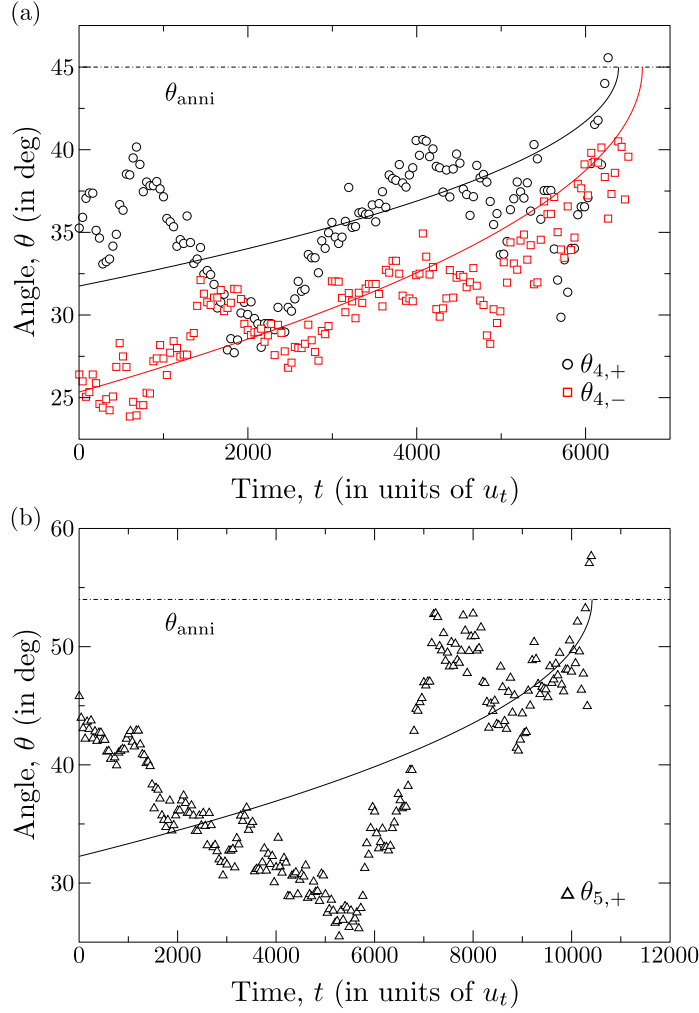 (a)
45
40
35
30
25
θanni
Angle, θ (in deg)
θ4,+
θ4,−
0 2000 4000 6000
Time, t (in units of ut)
(b)
60
50
40
30
θanni
Angle, θ (in deg)
θ5,+
0 2000 4000 6000 8000 10000 12000
Time, t (in units of ut)